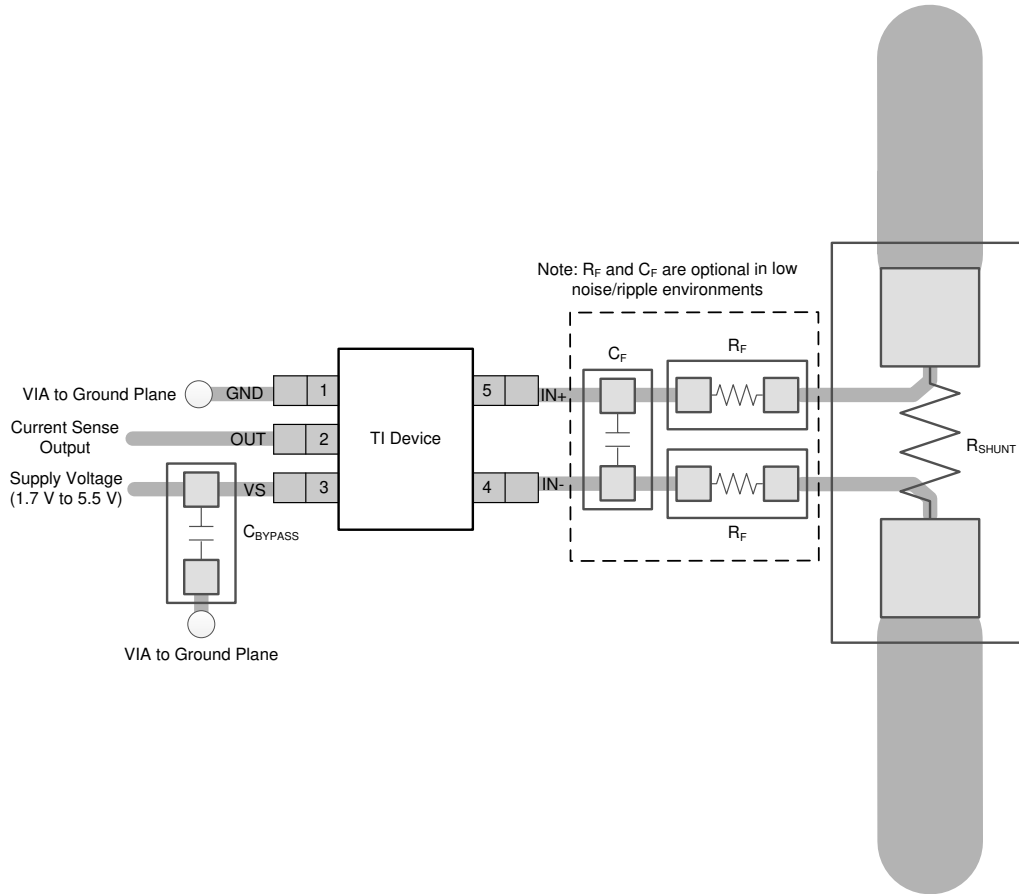 Note: RF and CF are optional in low
noise/ripple environments
CF
RF
VIA to Ground Plane
GND
1
5
IN+
Current Sense
Output
OUT
2
TI Device
RSHUNT
Supply Voltage
(1.7 V to 5.5 V)
VS
3
4
IN-
CBYPASS
RF
VIA to Ground Plane